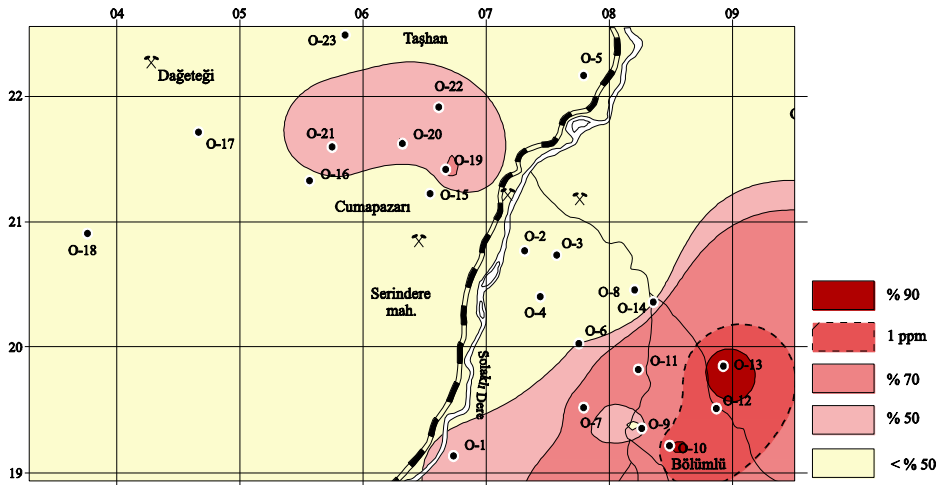 04 05 06 07 08 09
O-23
Taşhan
O-5
Dağeteği
22
O-22
O-17
O-21
O-20
O-19
O-16
O-15
Cumapazarı
21
O-18
O-2
O-3
Serindere
mah.
O-8
O-14
O-4
% 90
O-6
1 ppm
20
O-11
O-13
Solaklı Dere
% 70
O-12
O-7
O-9
% 50
O-1
O-10
Bölümlü
< % 50
19